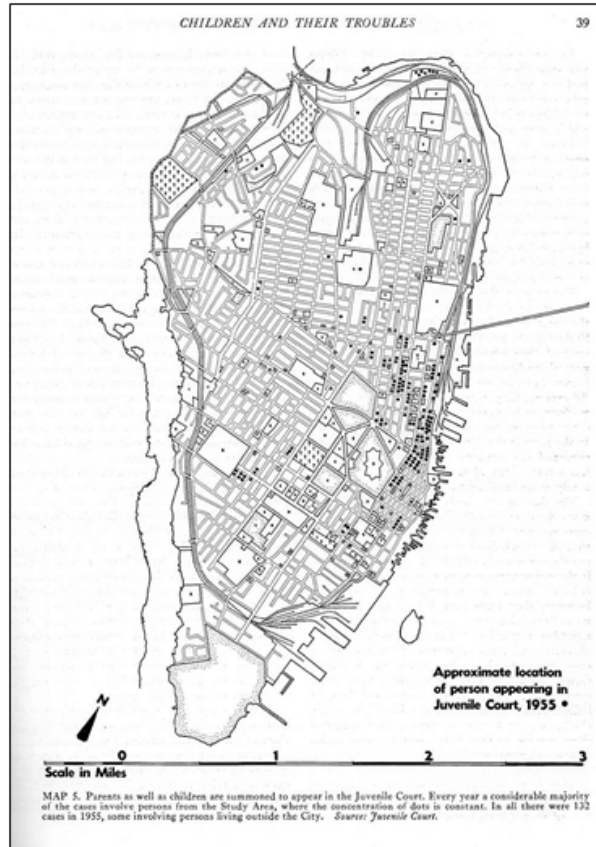 CHILDREN AND THEIR TROUBLES 39
N
Approximate location
of person appearing in
Juvenile Court, 1955 •
0 1 2 3
Scale in Miles
MAP 5. Parents as well as children are summoned to appear in the Juvenile Court. Every year a considerable majority
of the cases involve persons from the Study Area, where the concentration of dots is constant. In all there were 132
cases in 1955, some involving persons living outside the City. Source: Juvenile Court.